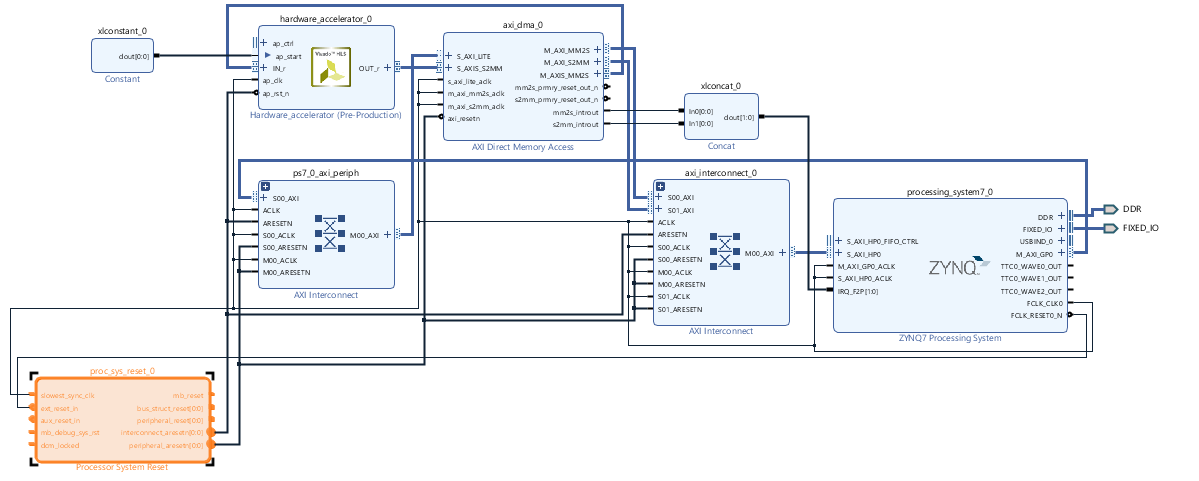 xlconstant_0
dout[0:0]
Constant
hardware_accelerator_0
ap_ctrl
ap_start
IN_r
ap_clk
ap_rst_n
Vivado™ HLS
OUT_r
Hardware_accelerator (Pre-Production)
axi_dma_0
S_AXI_LITE
S_AXIS_S2MM
s_axi_lite_aclk
m_axi_mm2s_aclk
m_axi_s2mm_aclk
axi_resetn
M_AXI_MM2S
M_AXI_S2MM
M_AXIS_MM2S
mm2s_prmry_reset_out_n
s2mm_prmry_reset_out_n
mm2s_introut
s2mm_introut
AXI Direct Memory Access
xlconcat_0
In0[0:0]
In1[0:0]
dout[1:0]
Concat
ps7_0_axi_periph
S00_AXI
ACLK
ARESETN
S00_ACLK
S00_ARESETN
M00_ACLK
M00_ARESETN
M00_AXI
AXI Interconnect
axi_interconnect_0
S00_AXI
S01_AXI
ACLK
ARESETN
S00_ACLK
S00_ARESETN
M00_ACLK
M00_ARESETN
S01_ACLK
S01_ARESETN
M00_AXI
AXI Interconnect
processing_system7_0
S_AXI_HP0_FIFO_CTRL
S_AXI_HP0
M_AXI_GP0_ACLK
S_AXI_HP0_ACLK
IRQ_F2P[1:0]
ZYNQ
DDR
FIXED_IO
USBIND_0
M_AXI_GP0
TTC0_WAVE0_OUT
TTC0_WAVE1_OUT
TTC0_WAVE2_OUT
FCLK_CLK0
FCLK_RESET0_N
ZYNQ7 Processing System
DDR
FIXED_IO
proc_sys_reset_0
slowest_sync_clk
ext_reset_in
aux_reset_in
mb_debug_sys_rst
dcm_locked
mb_reset
bus_struct_reset[0:0]
peripheral_reset[0:0]
interconnect_aresetn[0:0]
peripheral_aresetn[0:0]
Processor System Reset